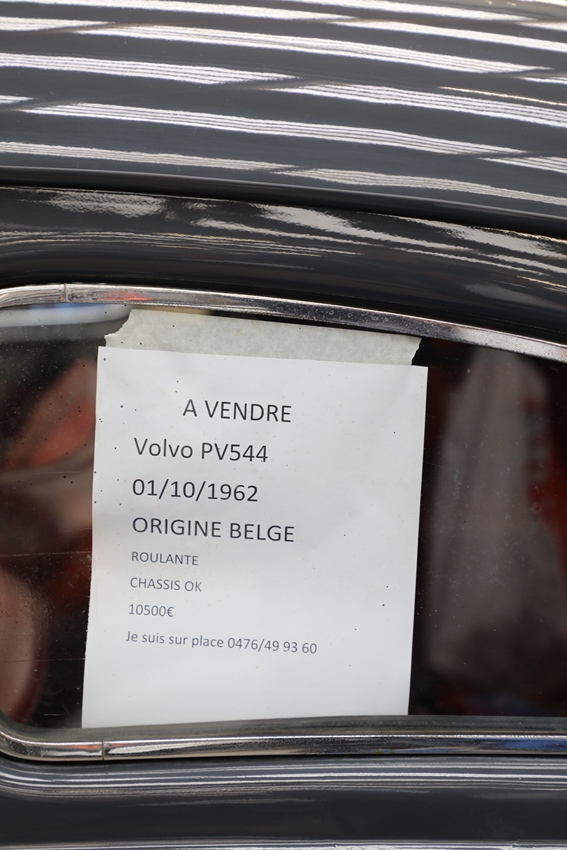 A VENDRE
Volvo PV544
01/10/1962
ORIGINE BELGE
ROULANTE
CHASSIS OK
10500€
Je suis sur place 0476/49 93 60